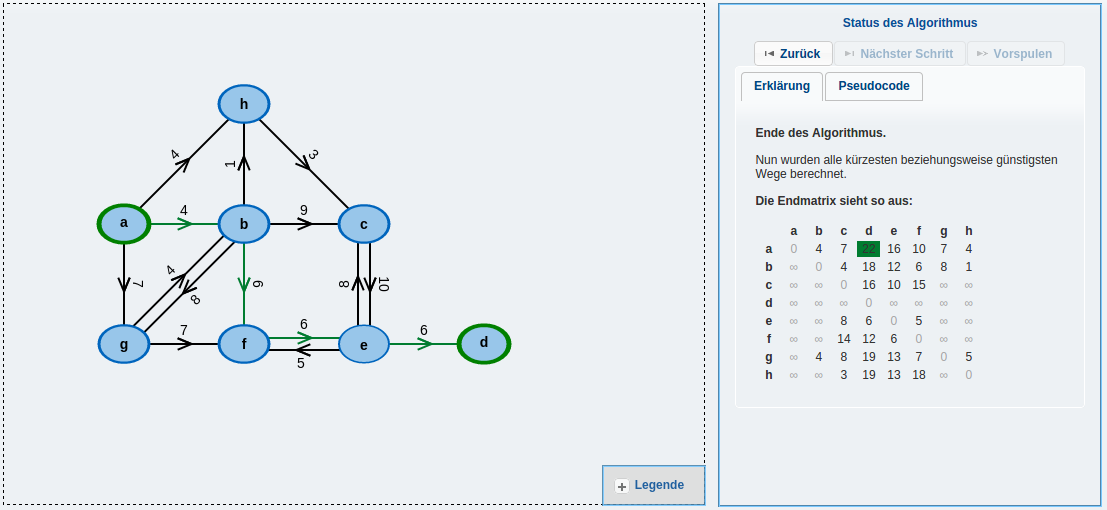 h
4
1
3
a
4
b
9
c
7
4
8
6
8
10
g
7
f
6
5
e
6
d
Legende
Status des Algorithmus
Zurück Nächster Schritt Vorspulen
Erklärung Pseudocode
Ende des Algorithmus.
Nun wurden alle kürzesten beziehungsweise günstigsten
Wege berechnet.
Die Endmatrix sieht so aus:
a b c d e f g h
a 0 4 7 22 16 10 7 4
b ∞ 0 4 18 12 6 8 1
c ∞ ∞ 0 16 10 15 ∞ ∞
d ∞ ∞ ∞ 0 ∞ ∞ ∞ ∞
e ∞ ∞ 8 6 0 5 ∞ ∞
f ∞ ∞ 14 12 6 0 ∞ ∞
g ∞ 4 8 19 13 7 0 5
h ∞ ∞ 3 19 13 18 ∞ 0